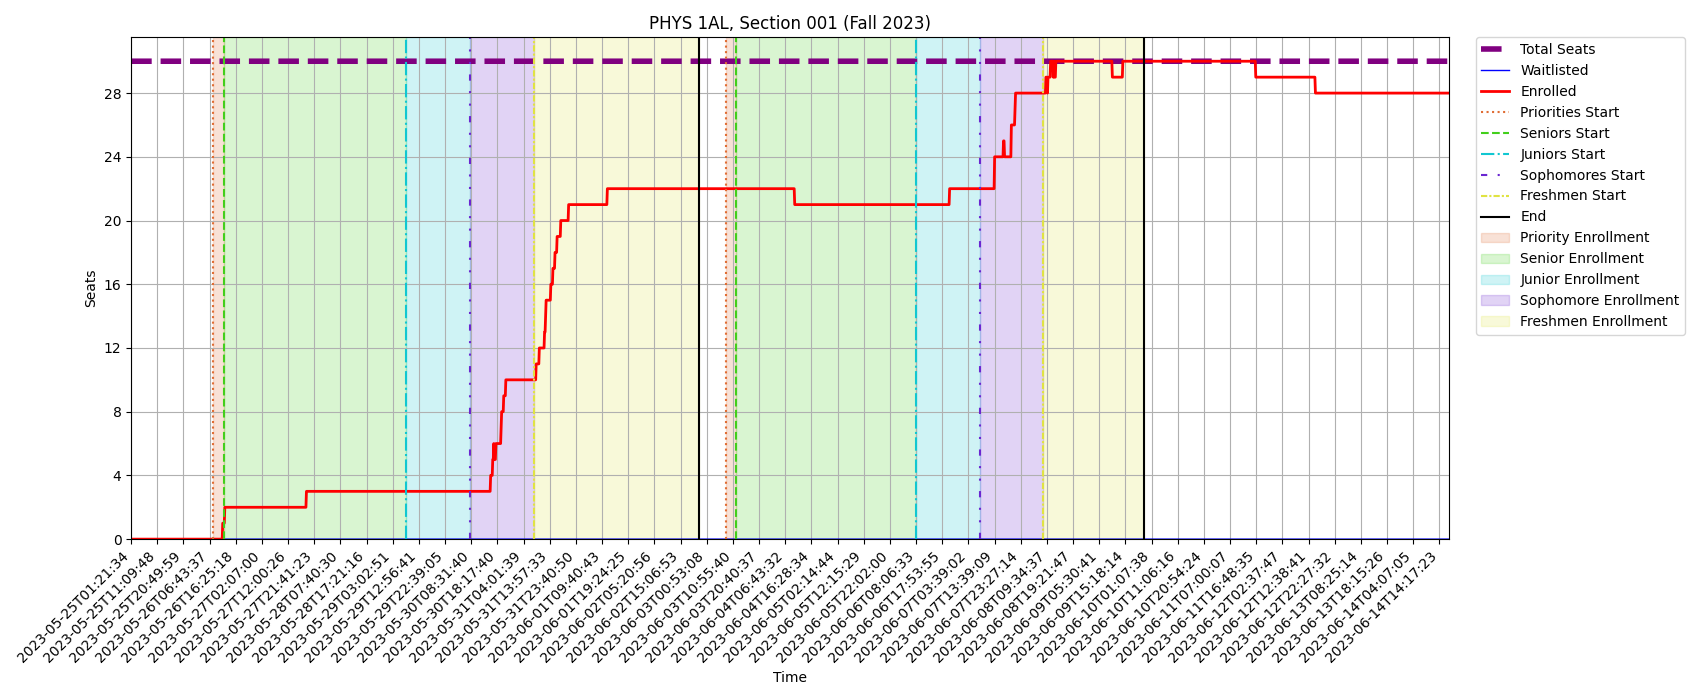 PHYS 1AL, Section 001 (Fall 2023)
Total Seats
Waitlisted
Enrolled
Priorities Start
Seniors Start
Juniors Start
Sophomores Start
Freshmen Start
End
Priority Enrollment
Senior Enrollment
Junior Enrollment
Sophomore Enrollment
Freshmen Enrollment
Seats
28
24
20
16
12
8
4
0
2023-05-25T01:21:34
2023-05-25T11:09:48
2023-05-25T20:49:59
2023-05-26T06:43:37
2023-05-26T16:25:18
2023-05-27T02:07:00
2023-05-27T12:00:26
2023-05-27T21:41:23
2023-05-28T07:40:30
2023-05-28T17:21:16
2023-05-29T03:02:51
2023-05-29T12:56:41
2023-05-29T22:39:05
2023-05-30T08:31:40
2023-05-30T18:17:40
2023-05-31T04:01:39
2023-05-31T13:57:33
2023-05-31T23:40:50
2023-06-01T09:40:43
2023-06-01T19:24:25
2023-06-02T05:20:56
2023-06-02T15:06:53
2023-06-03T00:53:08
2023-06-03T10:55:40
2023-06-03T20:40:37
2023-06-04T06:43:32
2023-06-04T16:28:34
2023-06-05T02:14:44
2023-06-05T12:15:29
2023-06-05T22:02:00
2023-06-06T08:06:33
2023-06-06T17:53:55
2023-06-07T03:39:02
2023-06-07T13:39:09
2023-06-07T23:27:14
2023-06-08T09:34:37
2023-06-08T19:21:47
2023-06-09T05:30:41
2023-06-09T15:18:14
2023-06-10T01:07:38
2023-06-10T11:06:16
2023-06-10T20:54:24
2023-06-11T07:00:07
2023-06-11T16:48:35
2023-06-12T02:37:47
2023-06-12T12:38:41
2023-06-12T22:27:32
2023-06-13T08:25:14
2023-06-13T18:15:26
2023-06-14T04:07:05
2023-06-14T14:17:23
Time